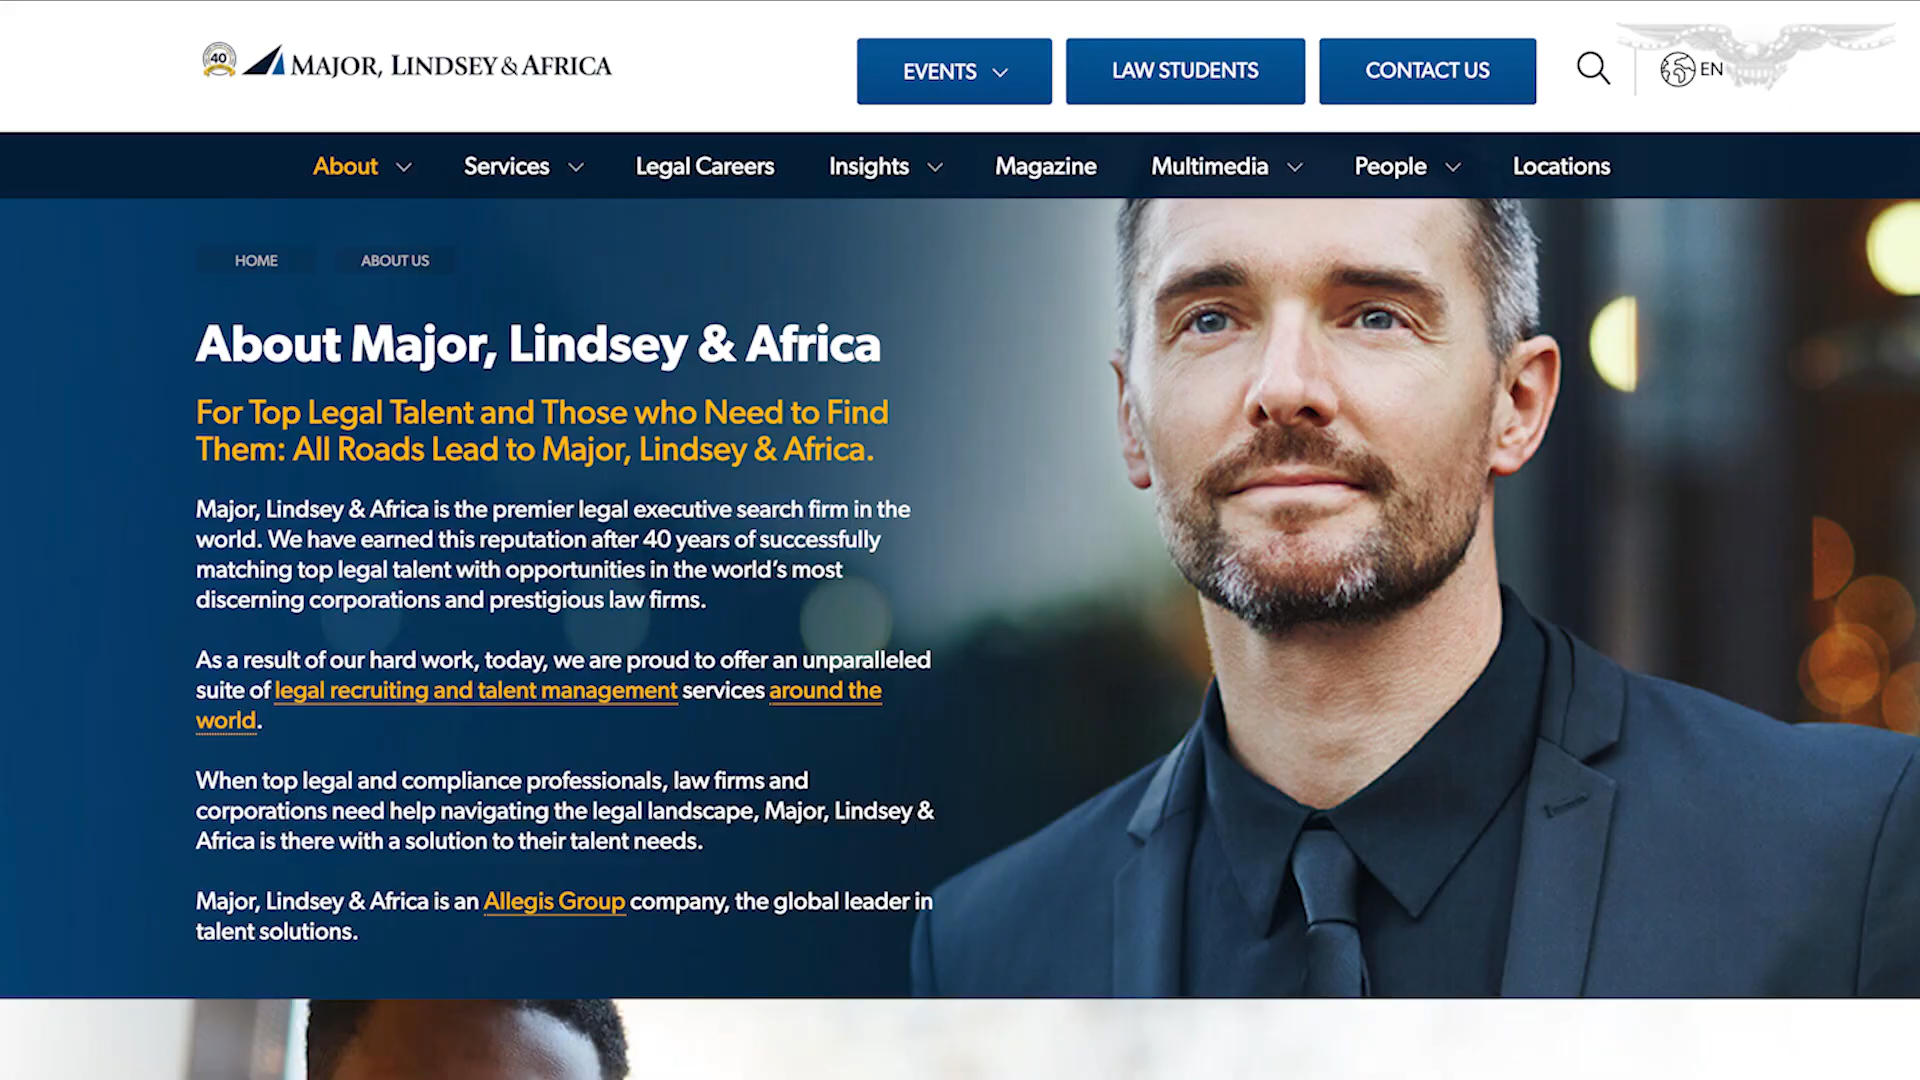 40 MAJOR, LINDSEY & AFRICA
EVENTS
LAW STUDENTS
CONTACT US
EN
About
Services
Legal Careers
Insights
Magazine
Multimedia
People
Locations
HOME
ABOUT US
About Major, Lindsey & Africa
For Top Legal Talent and Those who Need to Find
Them: All Roads Lead to Major, Lindsey & Africa.
Major, Lindsey & Africa is the premier legal executive search firm in the
world. We have earned this reputation after 40 years of successfully
matching top legal talent with opportunities in the world’s most
discerning corporations and prestigious law firms.
As a result of our hard work, today, we are proud to offer an unparalleled
suite of legal recruiting and talent management services around the
world.
When top legal and compliance professionals, law firms and
corporations need help navigating the legal landscape, Major, Lindsey &
Africa is there with a solution to their talent needs.
Major, Lindsey & Africa is an Allegis Group company, the global leader in
talent solutions.